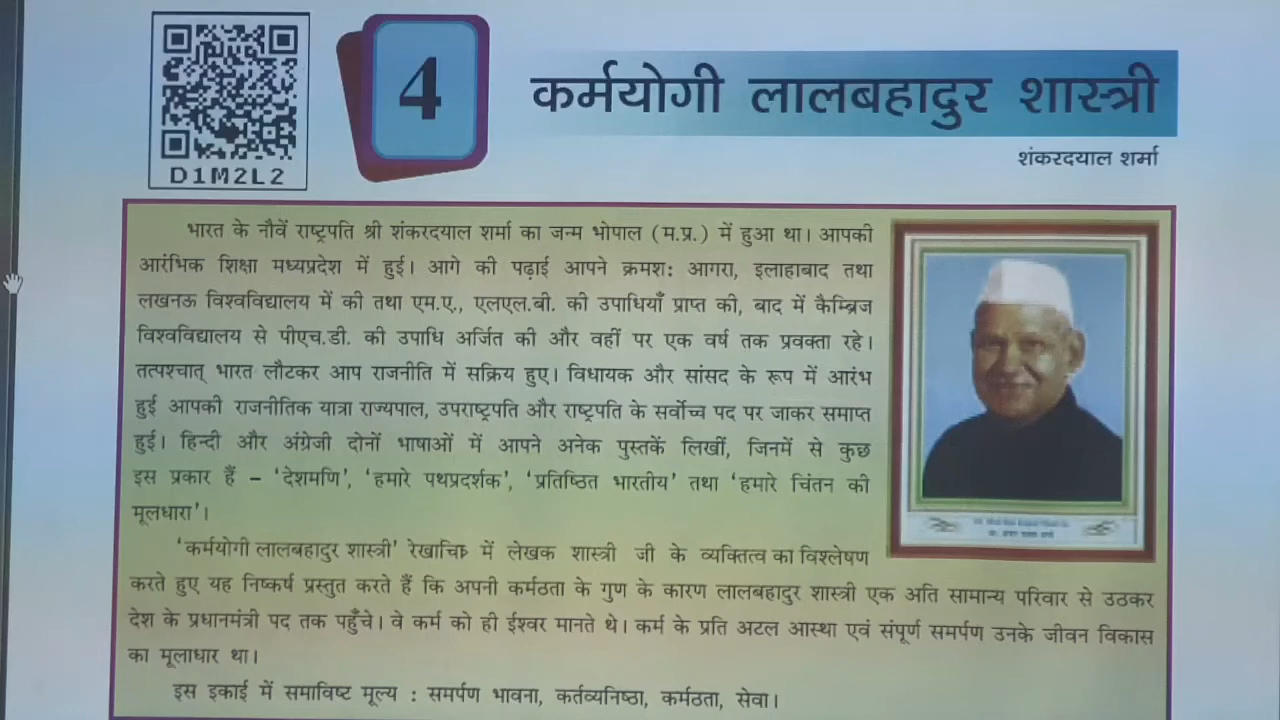 D1M2L2
4
कर्मयोगी लालबहादुर शास्त्री
शंकरदयाल शर्मा
भारत के नौवें राष्ट्रपति श्री शंकरदयाल शर्मा का जन्म भोपाल (म.प्र.) में हुआ था। आपकी
आरंभिक शिक्षा मध्यप्रदेश में हुई। आगे की पढ़ाई आपने क्रमशः आगरा, इलाहाबाद तथा
लखनऊ विश्वविद्यालय में की तथा एम.ए., एलएल.बी. की उपाधियाँ प्राप्त की, बाद में कैम्ब्रिज
विश्वविद्यालय से पीएच.डी. की उपाधि अर्जित की और वहीं पर एक वर्ष तक प्रवक्ता रहे।
तत्पश्चात् भारत लौटकर आप राजनीति में सक्रिय हुए। विधायक और सांसद के रूप में आरंभ
हुई आपकी राजनीतिक यात्रा राज्यपाल, उपराष्ट्रपति और राष्ट्रपति के सर्वोच्च पद पर जाकर समाप्त
हुई। हिन्दी और अंग्रेजी दोनों भाषाओं में आपने अनेक पुस्तकें लिखीं, जिनमें से कुछ
इस प्रकार हैं – ‘देशमणि’, ‘हमारे पथप्रदर्शक’, ‘प्रतिष्ठित भारतीय’ तथा ‘हमारे चिंतन की
मूलधारा’।
‘कर्मयोगी लालबहादुर शास्त्री’ में लेखक शास्त्री जी के व्यक्तित्व का विश्लेषण
करते हुए यह निष्कर्ष प्रस्तुत करते हैं कि अपनी कर्मठता के गुण के कारण लालबहादुर शास्त्री एक अति सामान्य परिवार से उठकर
देश के प्रधानमंत्री पद तक पहुँचे। वे कर्म को ही ईश्वर मानते थे। कर्म के प्रति अटल आस्था एवं संपूर्ण समर्पण उनके जीवन विकास
का मूलाधार था।
इस इकाई में समाविष्ट मूल्य : समर्पण भावना, कर्तव्यनिष्ठा, कर्मठता, सेवा।